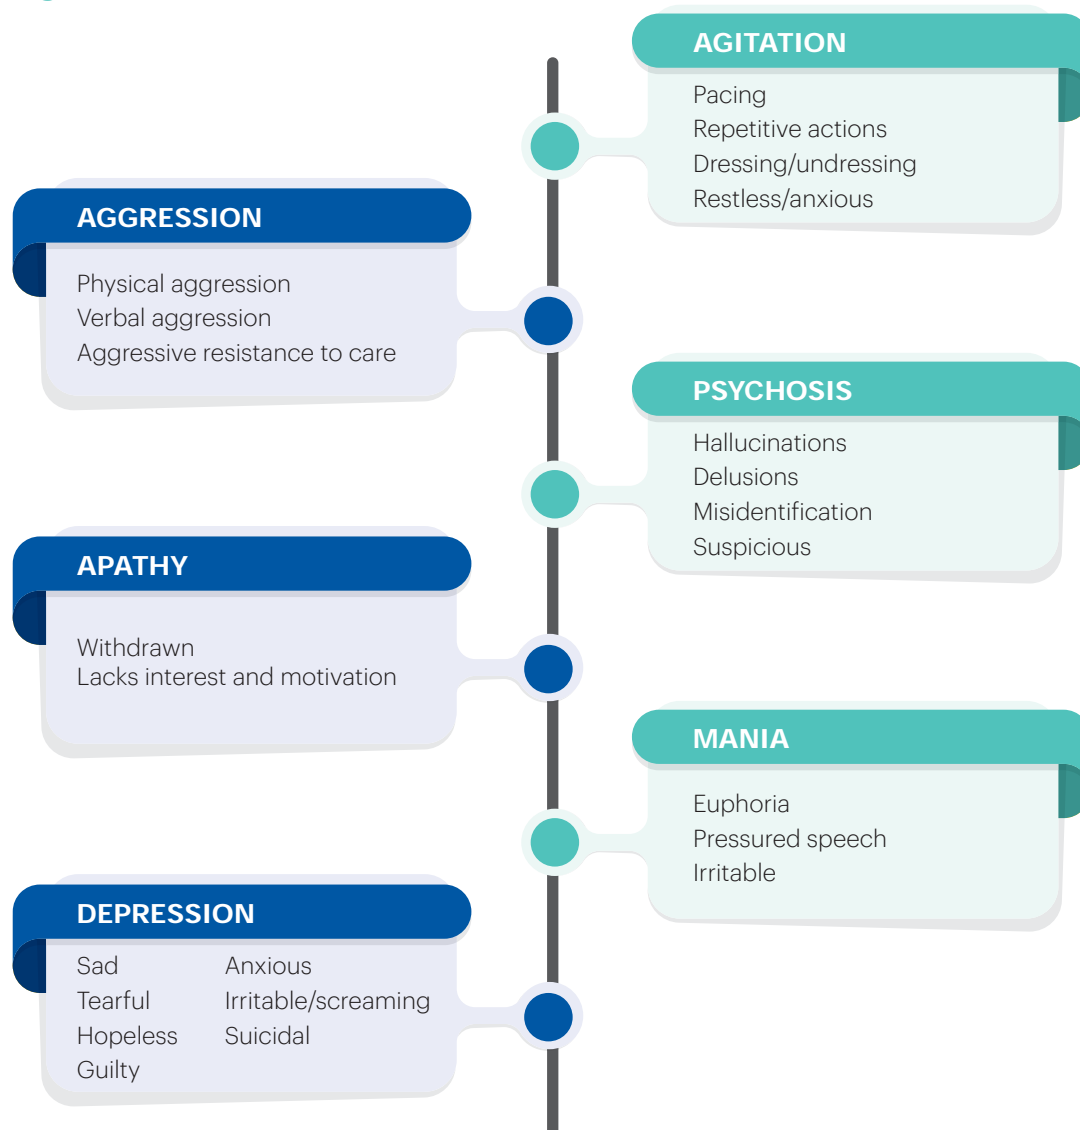 AGITATION
Pacing
Repetitive actions
Dressing/undressing
Restless/anxious
AGGRESSION
Physical aggression
Verbal aggression
Aggressive resistance to care
PSYCHOSIS
Hallucinations
Delusions
Misidentification
Suspicious
APATHY
Withdrawn
Lacks interest and motivation
MANIA
Euphoria
Pressured speech
Irritable
DEPRESSION
Sad
Tearful
Hopeless
Guilty
Anxious
Irritable/screaming
Suicidal